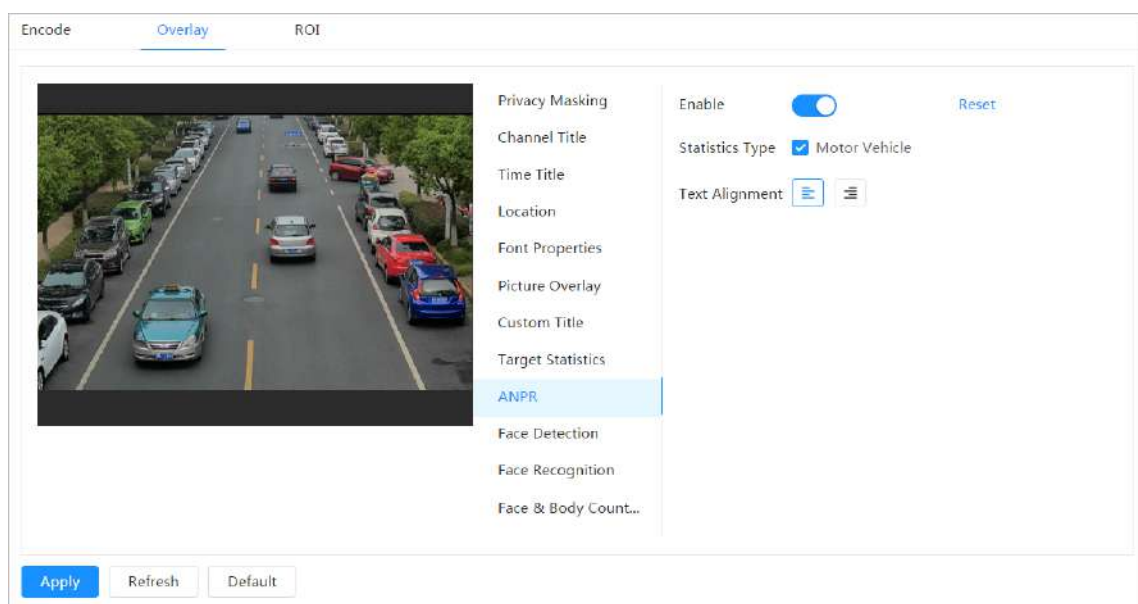 Encode Overlay ROI
Privacy Masking
Channel Title
Time Title
Location
Font Properties
Picture Overlay
Custom Title
Target Statistics
ANPR
Face Detection
Face Recognition
Face & Body Count...
Enable Reset
Statistics Type Motor Vehicle
Text Alignment
Apply Refresh Default